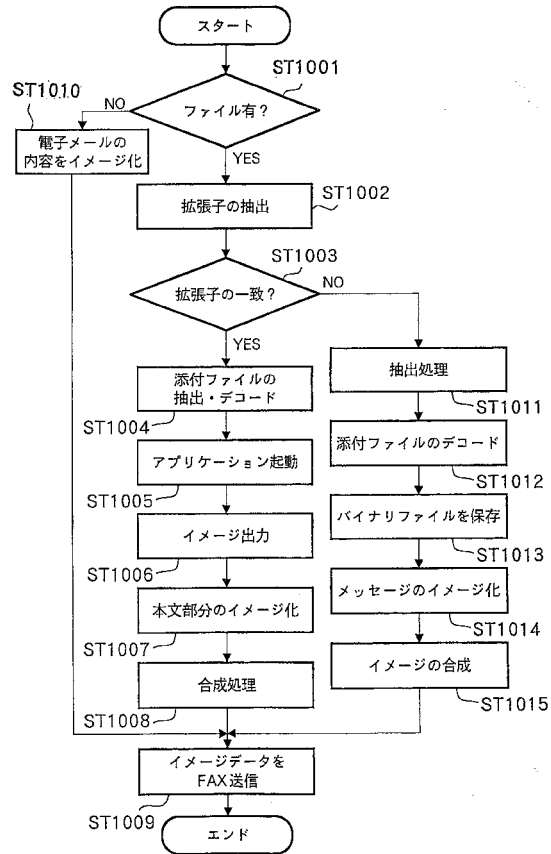 スタート
ST1001
ファイル有?
ST1010
NO
YES
電子メールの
内容をイメージ化
拡張子の抽出
ST1002
ST1003
拡張子の一致?
NO
YES
添付ファイルの
抽出・デコード
ST1004
アプリケーション起動
ST1005
イメージ出力
ST1006
本文部分のイメージ化
ST1007
合成処理
ST1008
抽出処理
ST1011
添付ファイルのデコード
ST1012
バイナリファイルを保存
ST1013
メッセージのイメージ化
ST1014
イメージの合成
ST1015
イメージデータを
FAX送信
ST1009
エンド